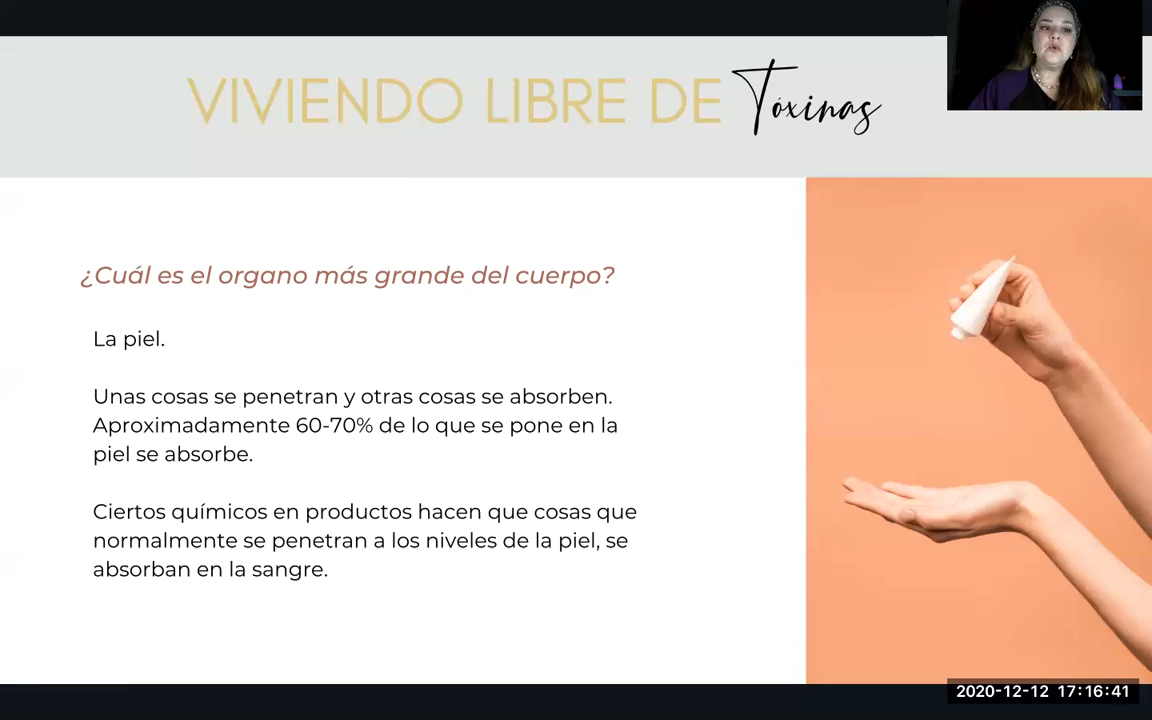 VIVIENDO LIBRE DE Tóxinas
¿Cuál es el organo más grande del cuerpo?
La piel.
Unas cosas se penetran y otras cosas se absorben.
Aproximadamente 60-70% de lo que se pone en la
piel se absorbe.
Ciertos químicos en productos hacen que cosas que
normalmente se penetran a los niveles de la piel, se
absorban en la sangre.
2020-12-12 17:16:41